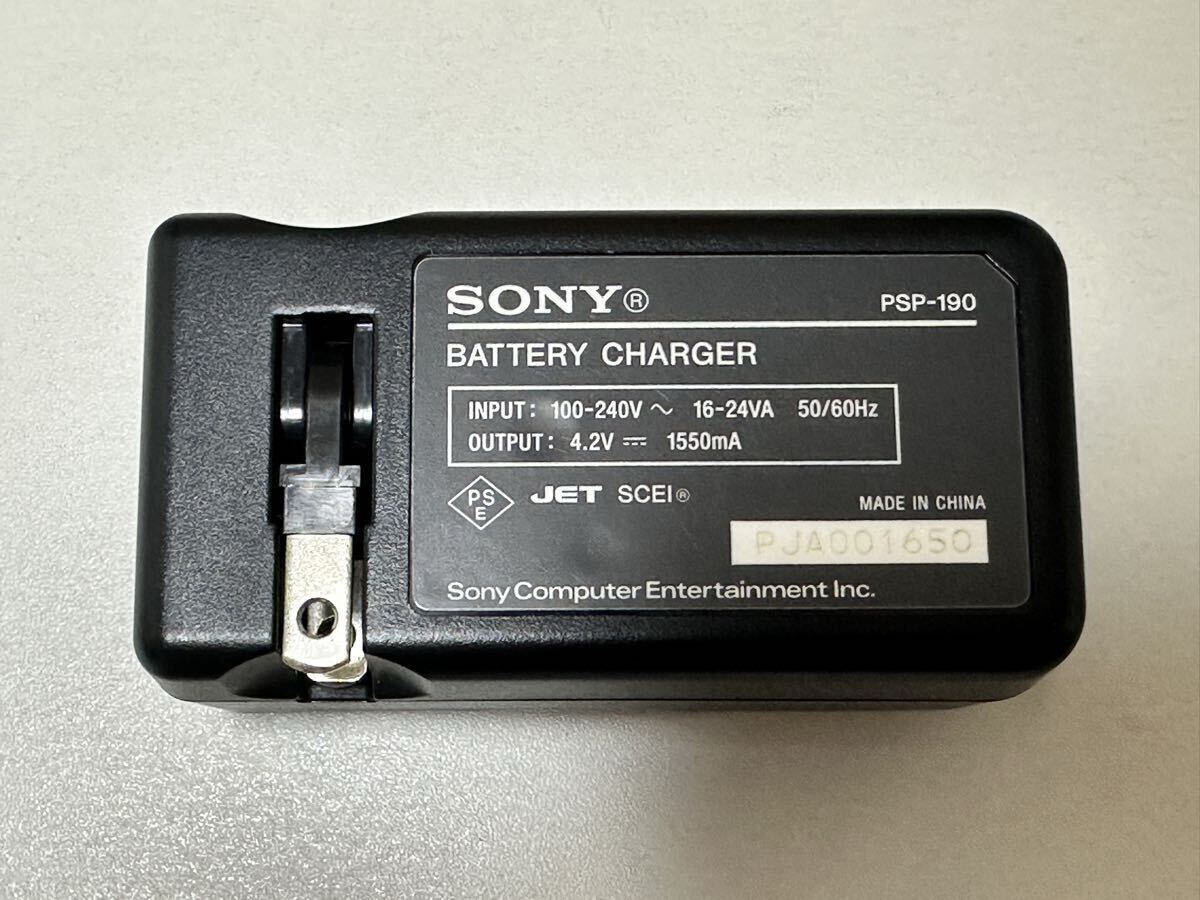 SONY® PSP-190
BATTERY CHARGER
INPUT: 100-240V ~ 16-24VA 50/60Hz
OUTPUT: 4.2V ⎓ 1550mA
PSE JET SCEI®
MADE IN CHINA
PJA001650
Sony Computer Entertainment Inc.